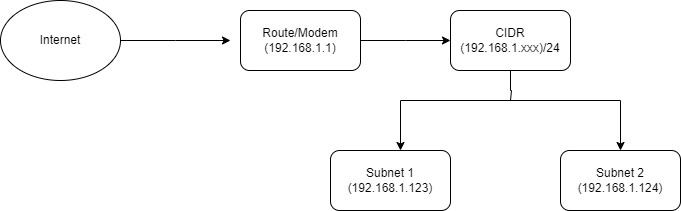 Internet
Route/Modem
(192.168.1.1)
CIDR
(192.168.1.xxx)/24
Subnet 1
(192.168.1.123)
Subnet 2
(192.168.1.124)